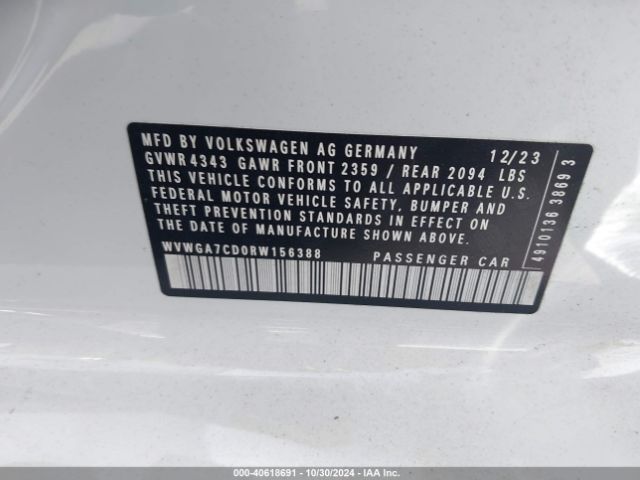 MFD BY VOLKSWAGEN AG GERMANY 12/23
GVWR 4343 GAWR FRONT 2359 / REAR 2094 LBS
THIS VEHICLE CONFORMS TO ALL APPLICABLE U.S.
FEDERAL MOTOR VEHICLE SAFETY, BUMPER AND
THEFT PREVENTION STANDARDS IN EFFECT ON
THE DATE OF MANUFACTURE SHOWN ABOVE.
WVWGA7CD0RW156388 PASSENGER CAR
4910136 3869 3
000-40618691 - 10/30/2024 - IAA Inc.